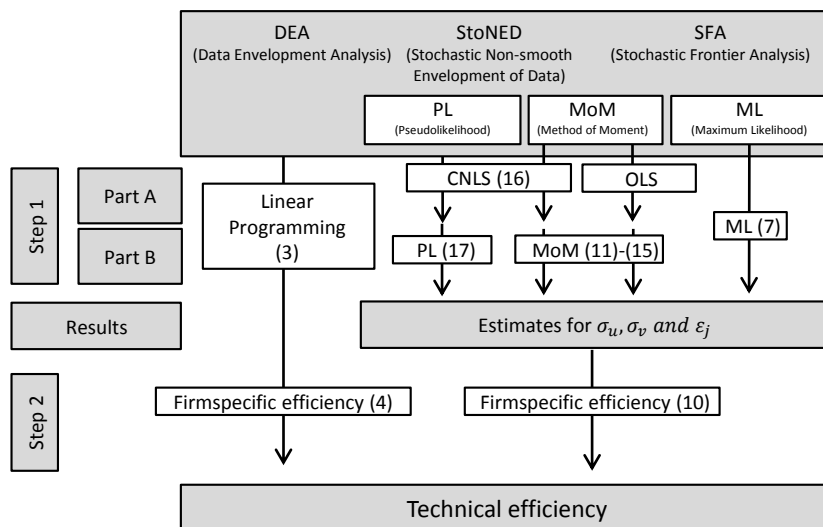 DEA
(Data Envelopment Analysis)
StoNED
(Stochastic Non-smooth
Envelopment of Data)
SFA
(Stochastic Frontier Analysis)
PL
(Pseudolikelihood)
MoM
(Method of Moment)
ML
(Maximum Likelihood)
Step 1
Part A
Part B
Linear
Programming
(3)
CNLS (16)
OLS
PL (17)
MoM (11)-(15)
ML (7)
Results
Estimates for σu, σv and εj
Step 2
Firmspecific efficiency (4)
Firmspecific efficiency (10)
Technical efficiency